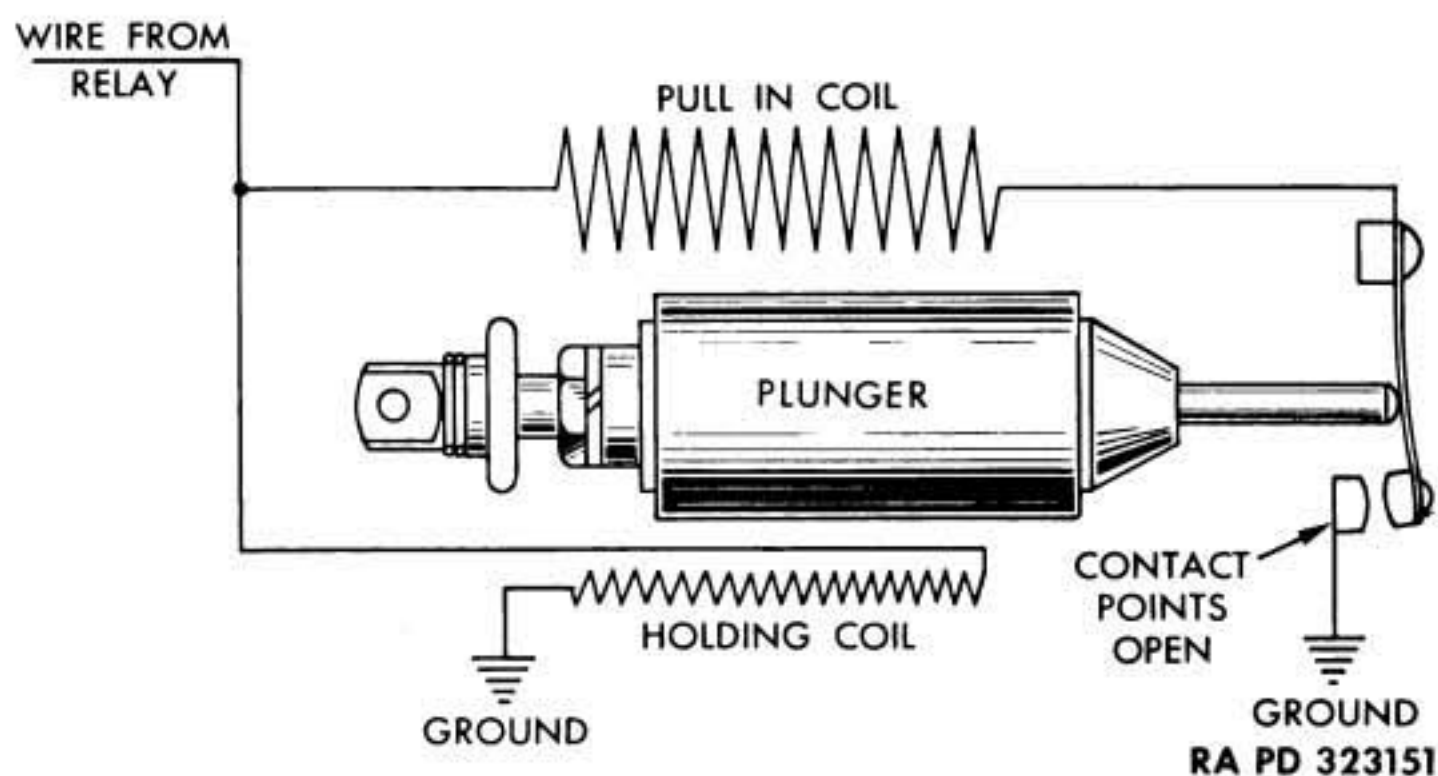 WIRE FROM
RELAY
PULL IN COIL
PLUNGER
CONTACT
POINTS
OPEN
HOLDING COIL
GROUND
GROUND
RA PD 323151